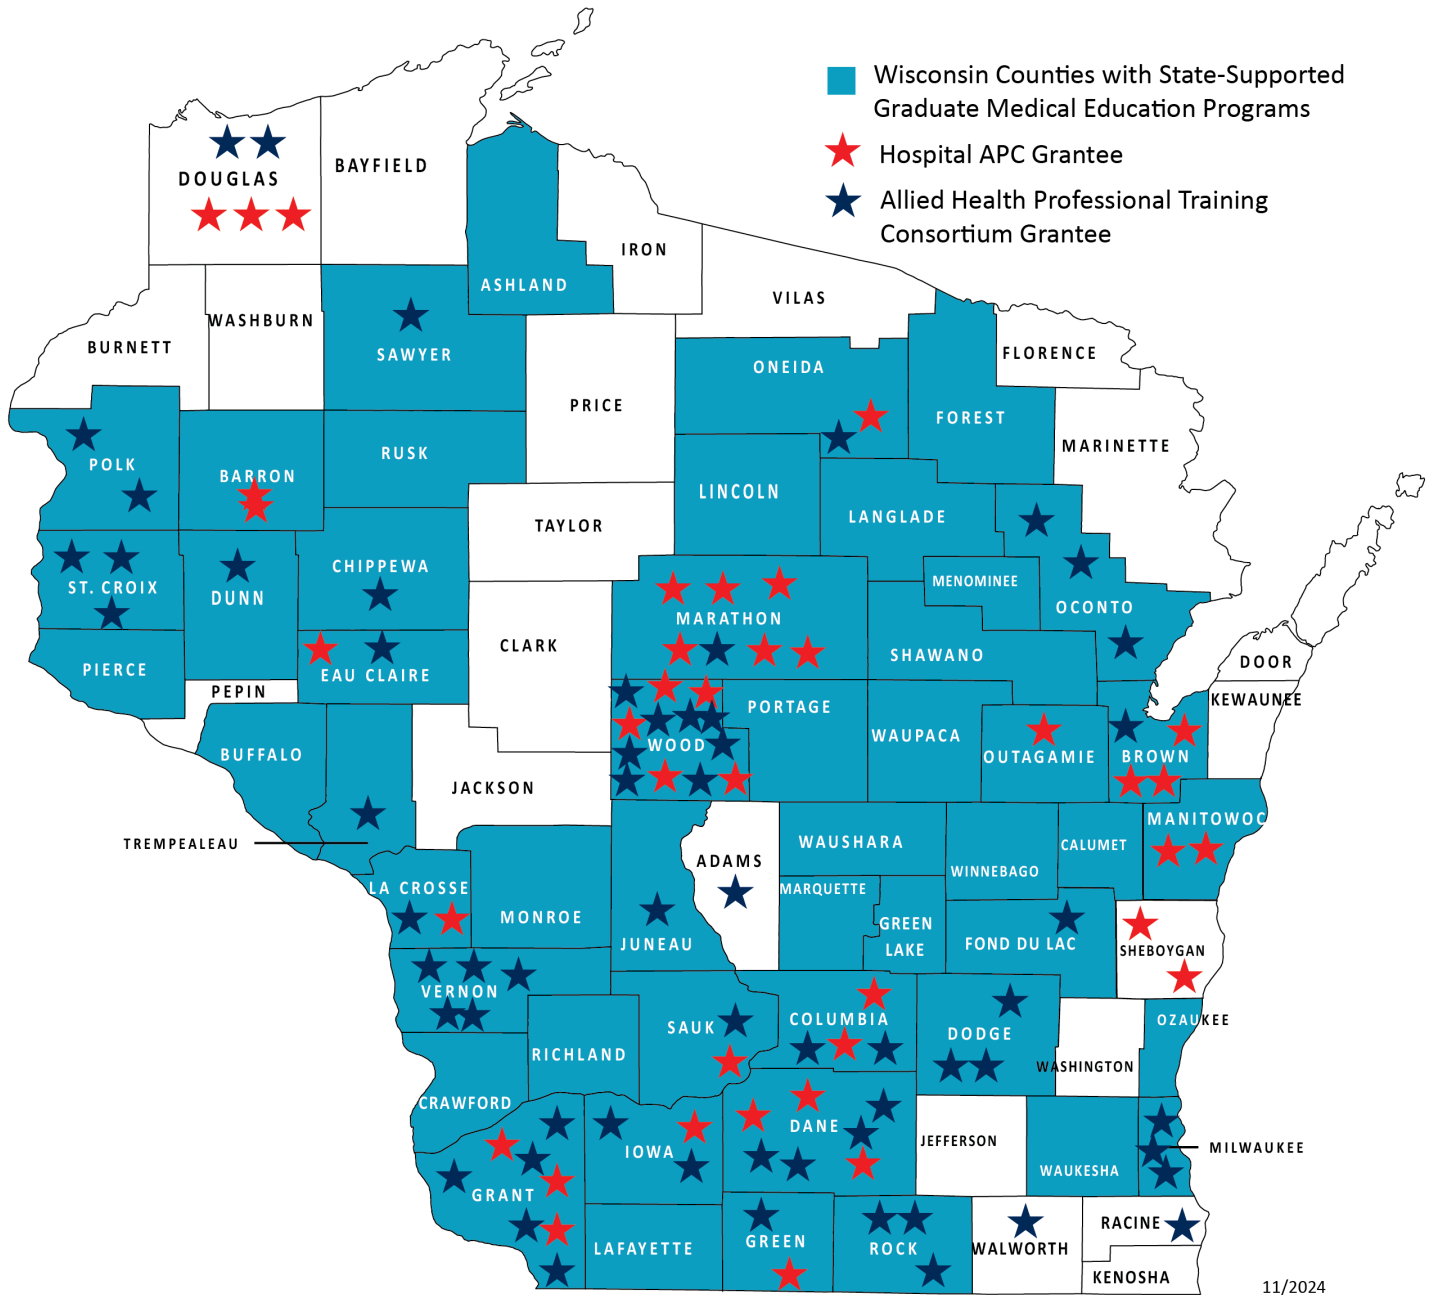 Wisconsin Counties with State-Supported
Graduate Medical Education Programs
Hospital APC Grantee
Allied Health Professional Training
Consortium Grantee
DOUGLAS
BAYFIELD
IRON
ASHLAND
VILAS
WASHBURN
BURNETT
SAWYER
FLORENCE
ONEIDA
PRICE
FOREST
MARINETTE
RUSK
POLK
BARRON
LINCOLN
LANGLADE
TAYLOR
CHIPPEWA
MENOMINEE
ST. CROIX
DUNN
OCONTO
MARATHON
CLARK
SHAWANO
DOOR
PIERCE
EAU CLAIRE
PEPIN
KEWAUNEE
PORTAGE
WAUPACA
WOOD
BUFFALO
OUTAGAMIE
BROWN
JACKSON
MANITOWOC
TREMPEALEAU
WAUSHARA
CALUMET
ADAMS
WINNEBAGO
LA CROSSE
MARQUETTE
MONROE
GREEN
LAKE
JUNEAU
FOND DU LAC
SHEBOYGAN
VERNON
COLUMBIA
OZAUKEE
SAUK
DODGE
RICHLAND
WASHINGTON
CRAWFORD
DANE
JEFFERSON
IOWA
MILWAUKEE
WAUKESHA
GRANT
RACINE
GREEN
LAFAYETTE
ROCK
WALWORTH
KENOSHA
11/2024